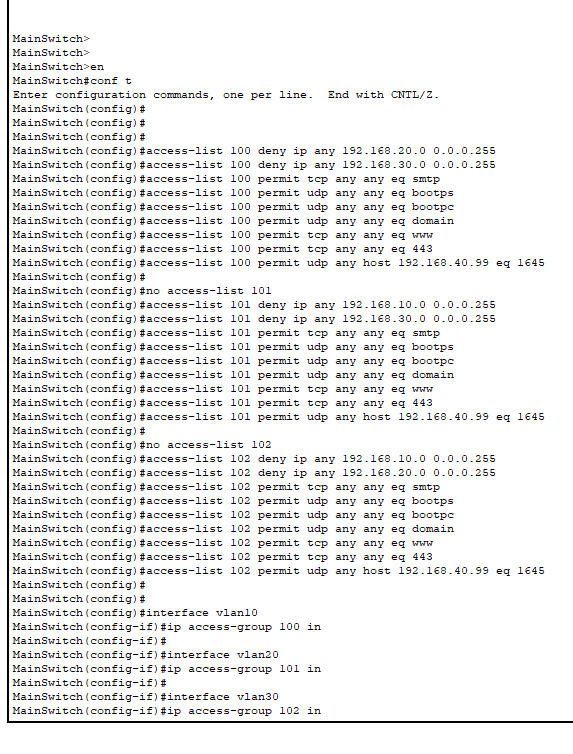 MainSwitch>
MainSwitch>
MainSwitch>en
MainSwitch#conf t
Enter configuration commands, one per line.  End with CNTL/Z.
MainSwitch(config)#
MainSwitch(config)#
MainSwitch(config)#
MainSwitch(config)#access-list 100 deny ip any 192.168.20.0 0.0.0.255
MainSwitch(config)#access-list 100 deny ip any 192.168.30.0 0.0.0.255
MainSwitch(config)#access-list 100 permit tcp any any eq smtp
MainSwitch(config)#access-list 100 permit udp any any eq bootps
MainSwitch(config)#access-list 100 permit udp any any eq bootpc
MainSwitch(config)#access-list 100 permit udp any any eq domain
MainSwitch(config)#access-list 100 permit tcp any any eq www
MainSwitch(config)#access-list 100 permit tcp any any eq 443
MainSwitch(config)#access-list 100 permit udp any host 192.168.40.99 eq 1645
MainSwitch(config)#
MainSwitch(config)#no access-list 101
MainSwitch(config)#access-list 101 deny ip any 192.168.10.0 0.0.0.255
MainSwitch(config)#access-list 101 deny ip any 192.168.30.0 0.0.0.255
MainSwitch(config)#access-list 101 permit tcp any any eq smtp
MainSwitch(config)#access-list 101 permit udp any any eq bootps
MainSwitch(config)#access-list 101 permit udp any any eq bootpc
MainSwitch(config)#access-list 101 permit udp any any eq domain
MainSwitch(config)#access-list 101 permit tcp any any eq www
MainSwitch(config)#access-list 101 permit tcp any any eq 443
MainSwitch(config)#access-list 101 permit udp any host 192.168.40.99 eq 1645
MainSwitch(config)#
MainSwitch(config)#no access-list 102
MainSwitch(config)#access-list 102 deny ip any 192.168.10.0 0.0.0.255
MainSwitch(config)#access-list 102 deny ip any 192.168.20.0 0.0.0.255
MainSwitch(config)#access-list 102 permit tcp any any eq smtp
MainSwitch(config)#access-list 102 permit udp any any eq bootps
MainSwitch(config)#access-list 102 permit udp any any eq bootpc
MainSwitch(config)#access-list 102 permit udp any any eq domain
MainSwitch(config)#access-list 102 permit tcp any any eq www
MainSwitch(config)#access-list 102 permit tcp any any eq 443
MainSwitch(config)#access-list 102 permit udp any host 192.168.40.99 eq 1645
MainSwitch(config)#
MainSwitch(config)#
MainSwitch(config)#interface vlan10
MainSwitch(config-if)#ip access-group 100 in
MainSwitch(config-if)#
MainSwitch(config-if)#interface vlan20
MainSwitch(config-if)#ip access-group 101 in
MainSwitch(config-if)#
MainSwitch(config-if)#interface vlan30
MainSwitch(config-if)#ip access-group 102 in